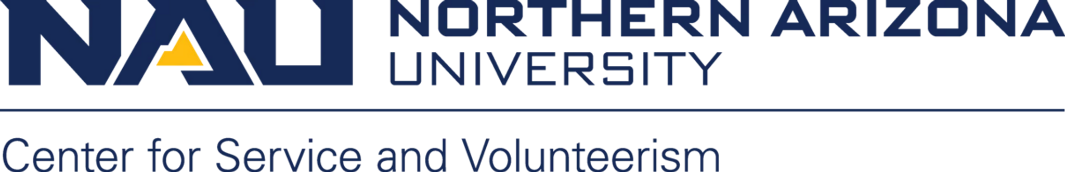 NAU NORTHERN ARIZONA
UNIVERSITY
Center for Service and Volunteerism